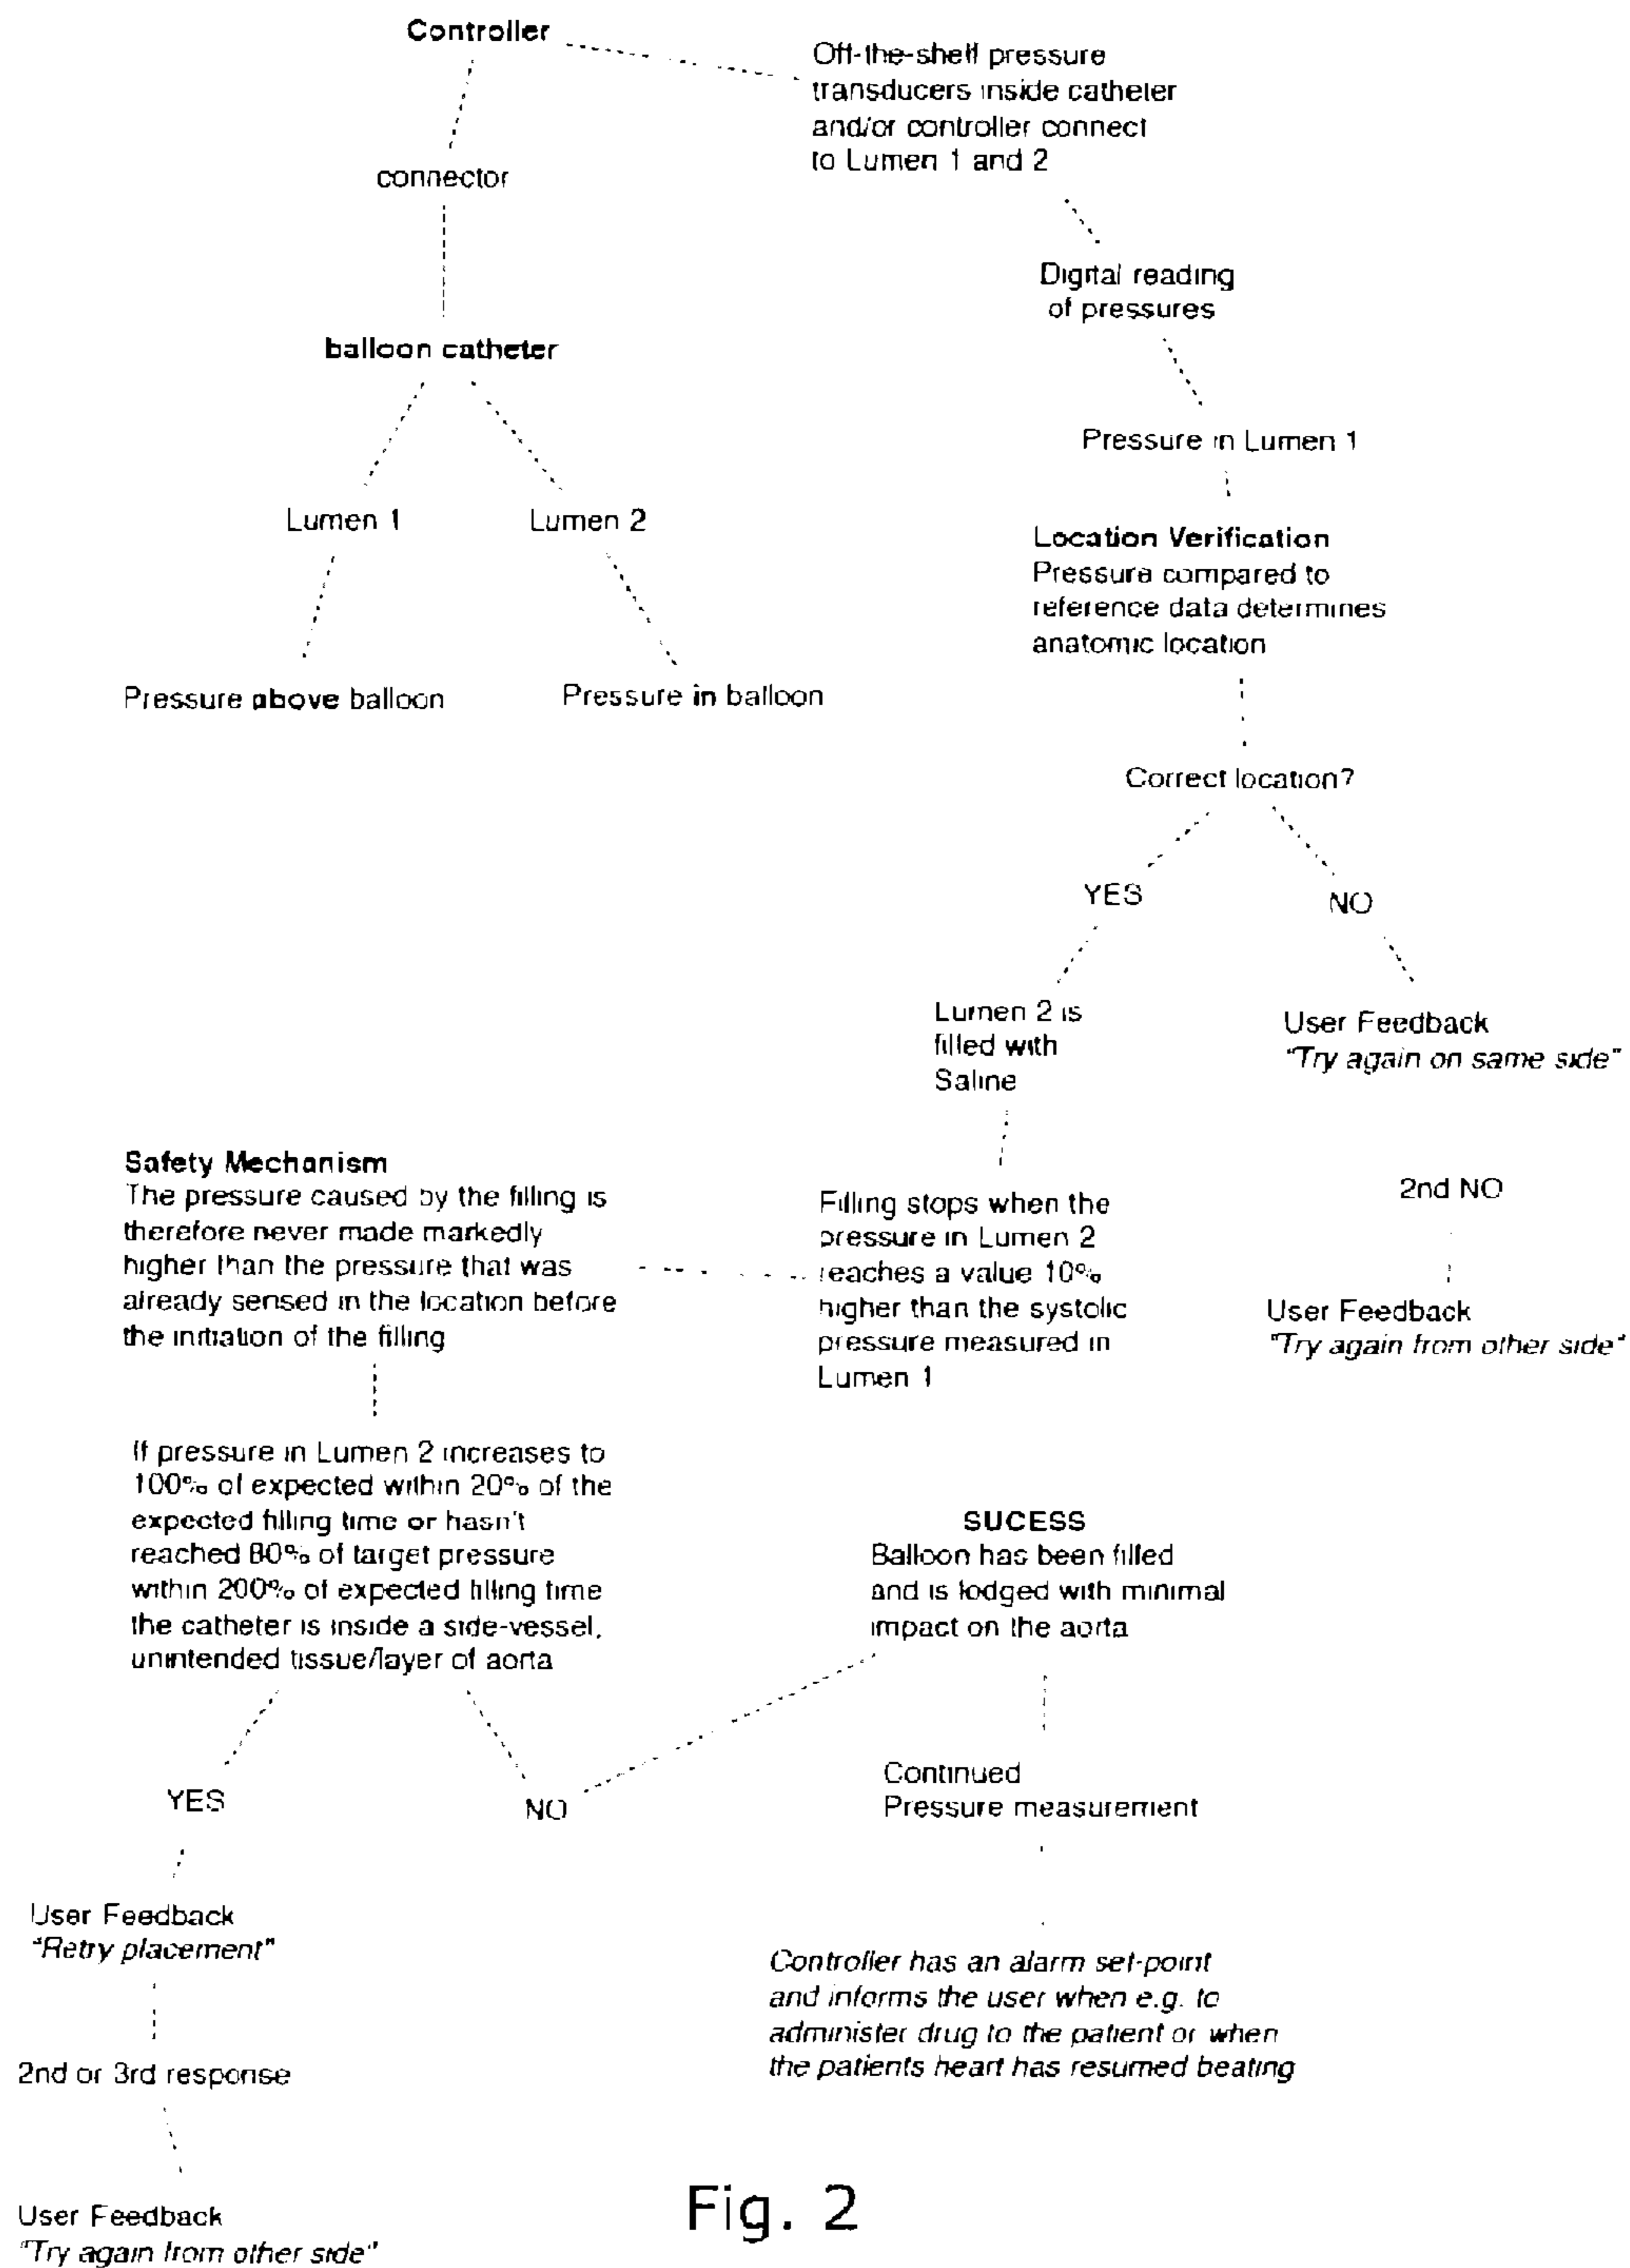 Controller
Off-the-shelf pressure
transducers inside catheter
and/or controller connect
to Lumen 1 and 2
connector
Digital reading
of pressures
balloon catheter
Pressure in Lumen 1
Lumen 1
Lumen 2
Location Verification
Pressure compared to
reference data determines
anatomic location
Pressure above balloon
Pressure in balloon
Correct location?
YES
NO
Lumen 2 is
filled with
Saline
User Feedback
"Try again on same side"
Safety Mechanism
The pressure caused by the filling is
therefore never made markedly
higher than the pressure that was
already sensed in the location before
the initiation of the filling
Filling stops when the
pressure in Lumen 2
reaches a value 10%
higher than the systolic
pressure measured in
Lumen 1
2nd NO
User Feedback
"Try again from other side"
If pressure in Lumen 2 increases to
100% of expected within 20% of the
expected filling time or hasn't
reached 80% of target pressure
within 200% of expected filling time
the catheter is inside a side-vessel,
unintended tissue/layer of aorta
SUCESS
Balloon has been filled
and is lodged with minimal
impact on the aorta
YES
NO
Continued
Pressure measurement
User Feedback
"Retry placement"
Controller has an alarm set-point
and informs the user when e.g. to
administer drug to the patient or when
the patients heart has resumed beating
2nd or 3rd response
User Feedback
"Try again from other side"
Fig. 2